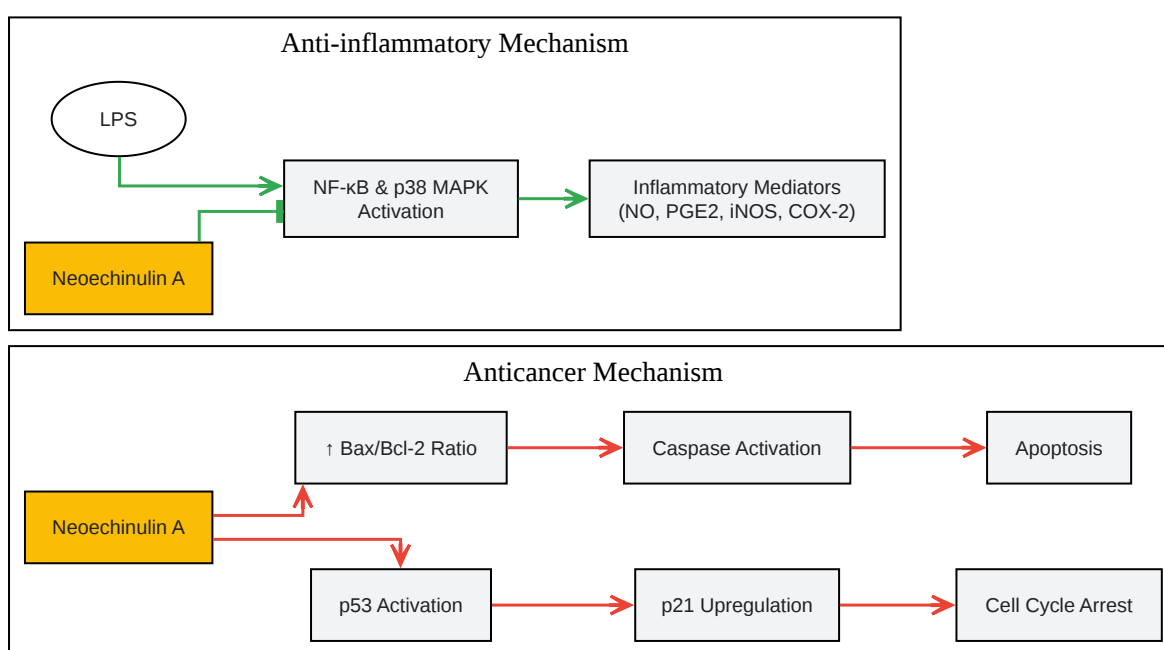 Anti-inflammatory Mechanism
LPS
NF-κB & p38 MAPK
Activation
Inflammatory Mediators
(NO, PGE2, iNOS, COX-2)
Neoechinulin A
Anticancer Mechanism
↑ Bax/Bcl-2 Ratio
Caspase Activation
Apoptosis
Neoechinulin A
p53 Activation
p21 Upregulation
Cell Cycle Arrest